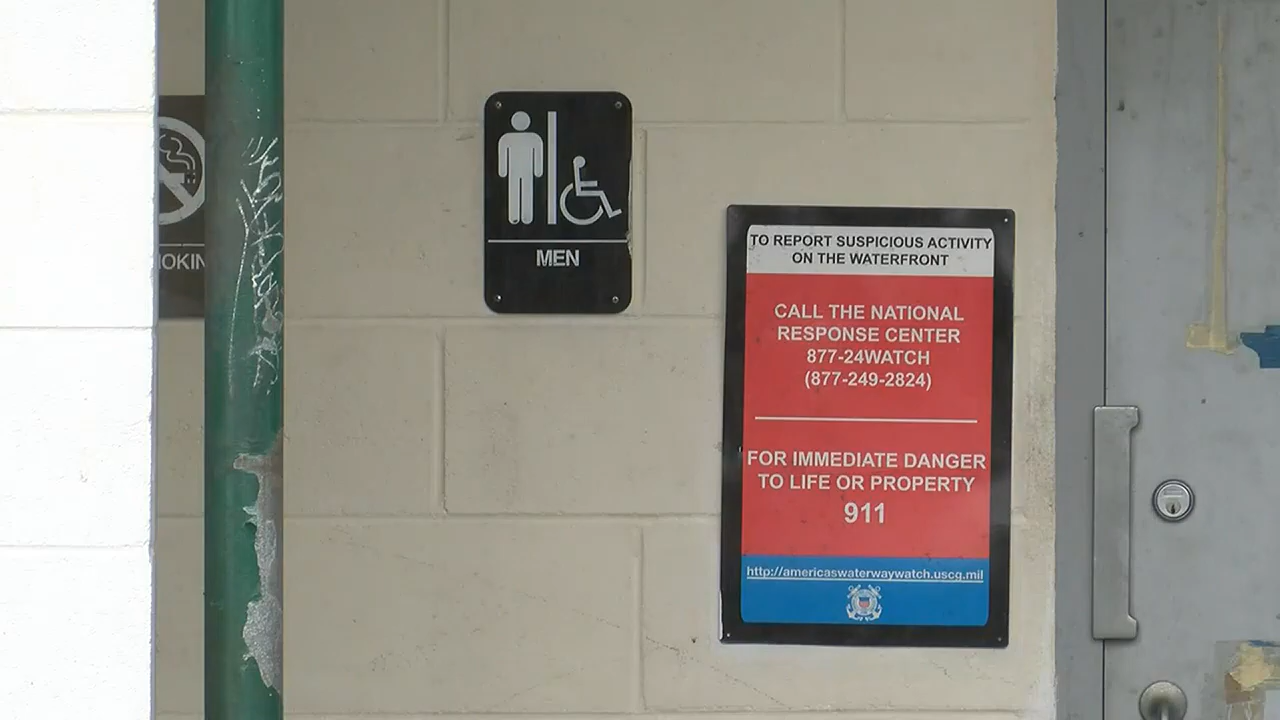 OKIN
MEN
TO REPORT SUSPICIOUS ACTIVITY
ON THE WATERFRONT
CALL THE NATIONAL
RESPONSE CENTER
877-24WATCH
(877-249-2824)
FOR IMMEDIATE DANGER
TO LIFE OR PROPERTY
911
http://americaswaterwaywatch.uscg.mil